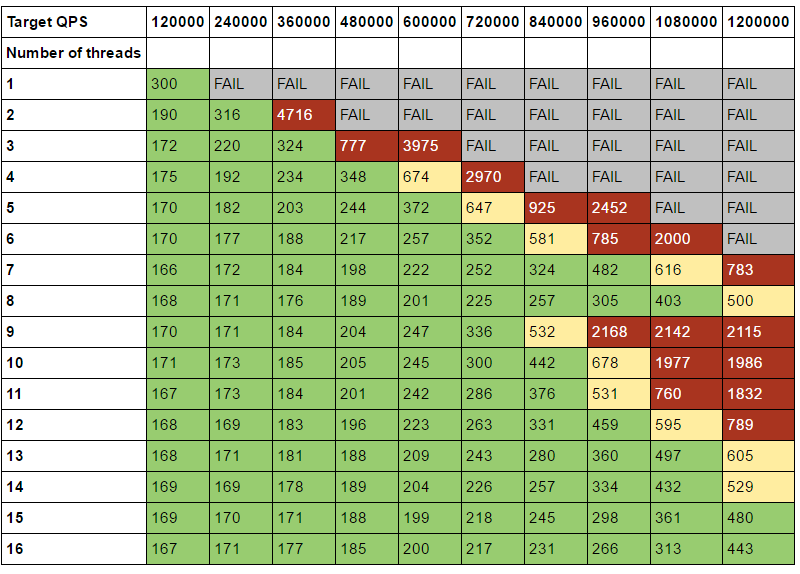 Target QPS 120000 240000 360000 480000 600000 720000 840000 960000 1080000 1200000
Number of threads
1 300 FAIL FAIL FAIL FAIL FAIL FAIL FAIL FAIL FAIL
2 190 316 4716 FAIL FAIL FAIL FAIL FAIL FAIL FAIL
3 172 220 324 777 3975 FAIL FAIL FAIL FAIL FAIL
4 175 192 234 348 674 2970 FAIL FAIL FAIL FAIL
5 170 182 203 244 372 647 925 2452 FAIL FAIL
6 170 177 188 217 257 352 581 785 2000 FAIL
7 166 172 184 198 222 252 324 482 616 783
8 168 171 176 189 201 225 257 305 403 500
9 170 171 184 204 247 336 532 2168 2142 2115
10 171 173 185 205 245 300 442 678 1977 1986
11 167 173 184 201 242 286 376 531 760 1832
12 168 169 183 196 223 263 331 459 595 789
13 168 171 181 188 209 243 280 360 497 605
14 169 169 178 189 204 226 257 334 432 529
15 169 170 171 188 199 218 245 298 361 480
16 167 171 177 185 200 217 231 266 313 443